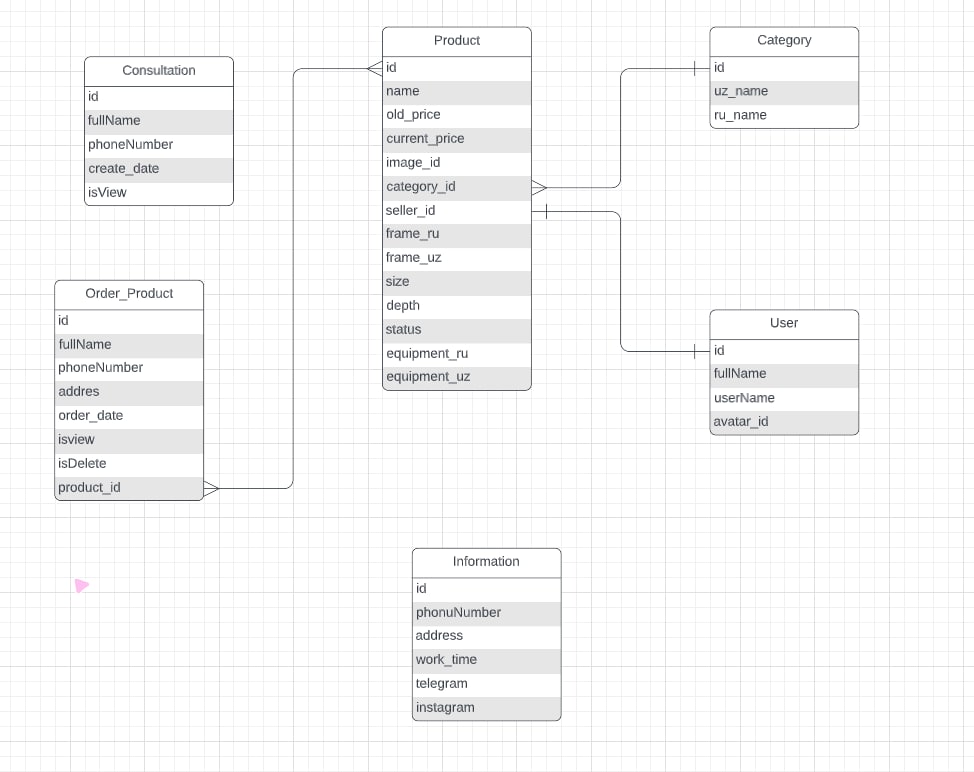 Consultation
id
fullName
phoneNumber
create_date
isView
Order_Product
id
fullName
phoneNumber
addres
order_date
isview
isDelete
product_id
Product
id
name
old_price
current_price
image_id
category_id
seller_id
frame_ru
frame_uz
size
depth
status
equipment_ru
equipment_uz
Category
id
uz_name
ru_name
User
id
fullName
userName
avatar_id
Information
id
phonuNumber
address
work_time
telegram
instagram